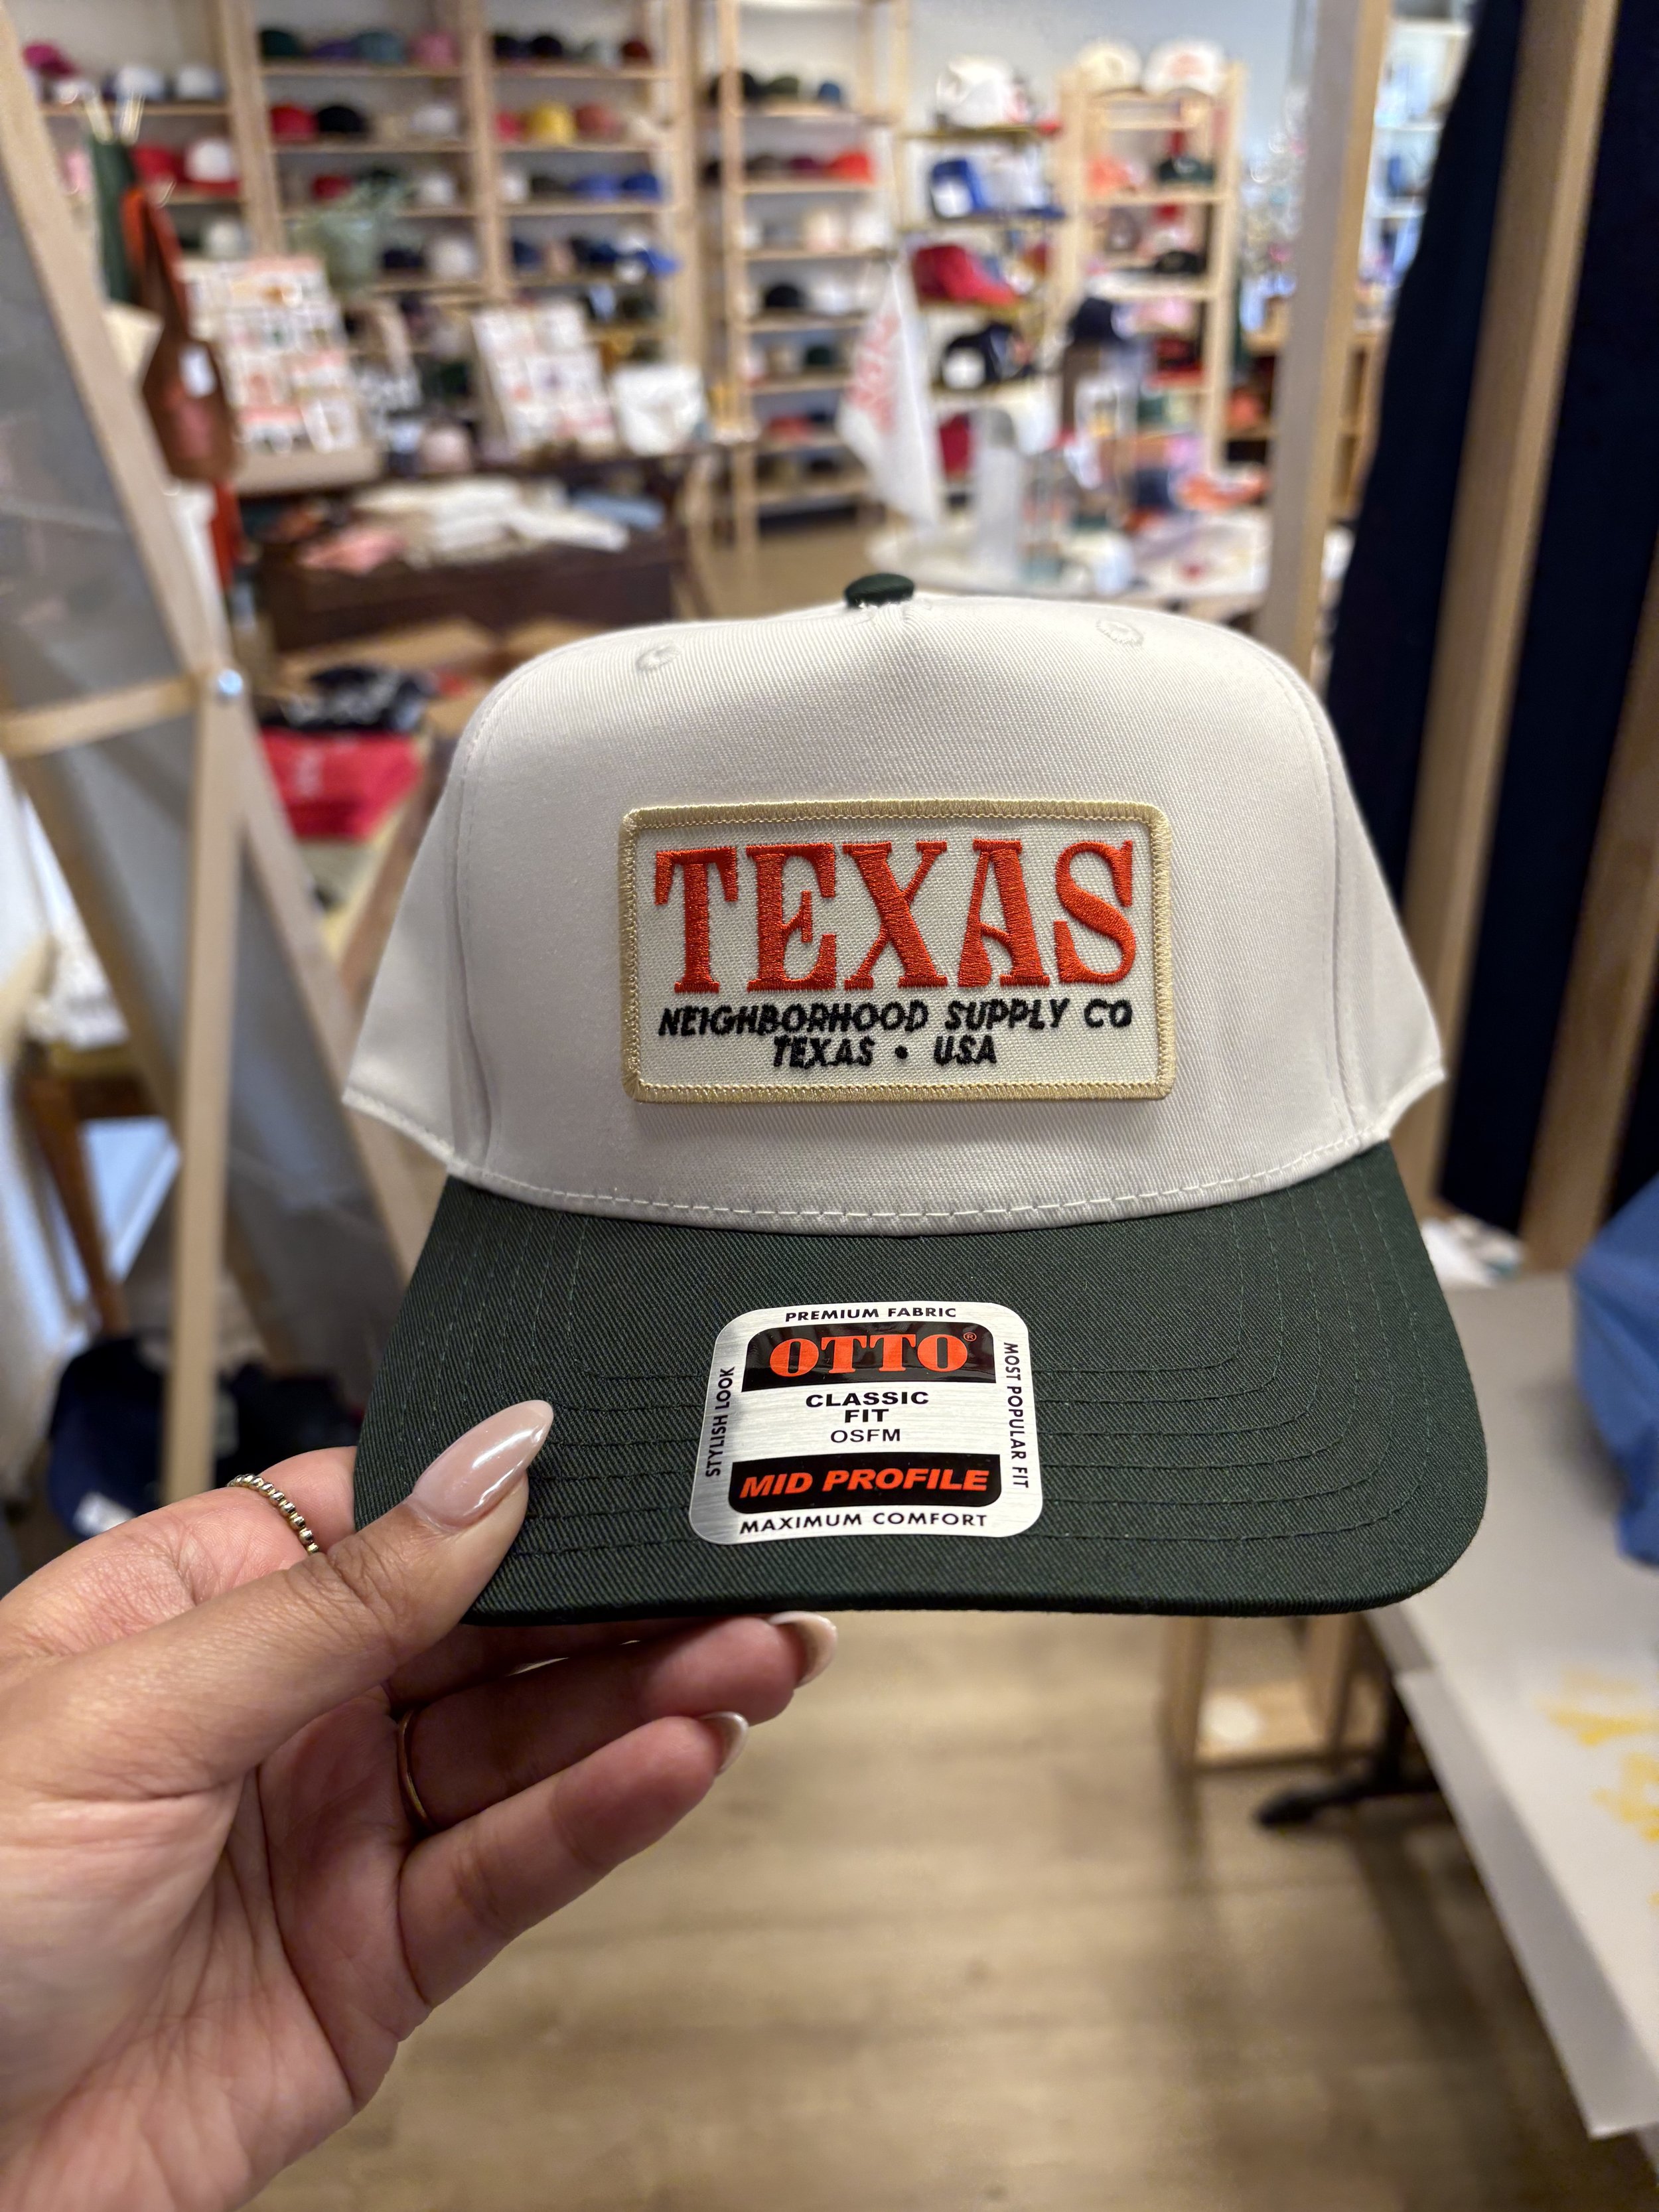 TEXAS
NEIGHBORHOOD SUPPLY CO
TEXAS • USA
PREMIUM FABRIC
STYLISH LOOK
OTTO®
CLASSIC
FIT
OSFM
MID PROFILE
MOST POPULAR FIT
MAXIMUM COMFORT